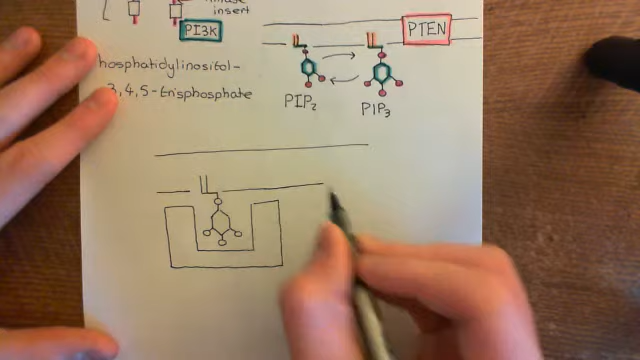 insert
PI3K
PTEN
hosphatidylinositol-
3,4,5-trisphosphate
PIP2
PIP3